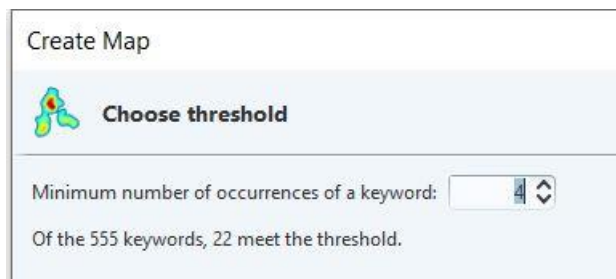 Create Map
Choose threshold
Minimum number of occurrences of a keyword: 4
Of the 555 keywords, 22 meet the threshold.